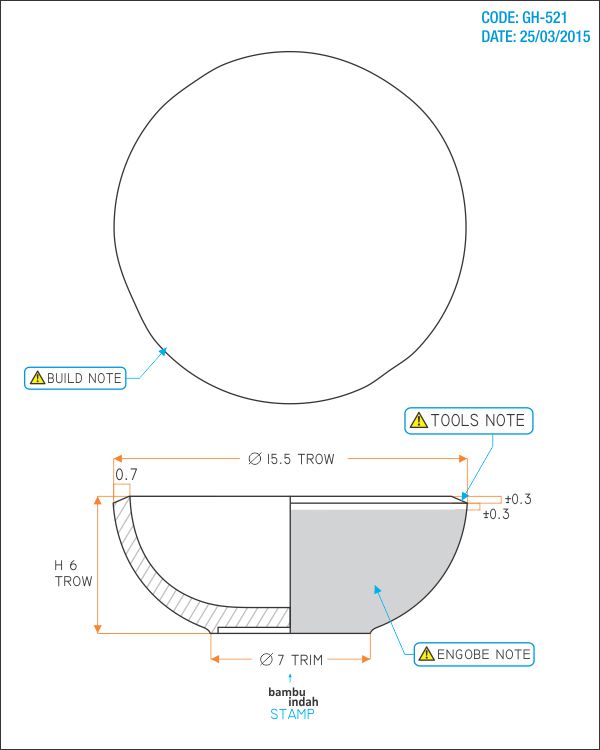 CODE: GH-521
DATE: 25/03/2015
BUILD NOTE
TOOLS NOTE
Ø 15.5 TROW
0.7
±0.3
±0.3
H 6
TROW
ENGOBE NOTE
Ø 7 TRIM
bambu
indah
STAMP